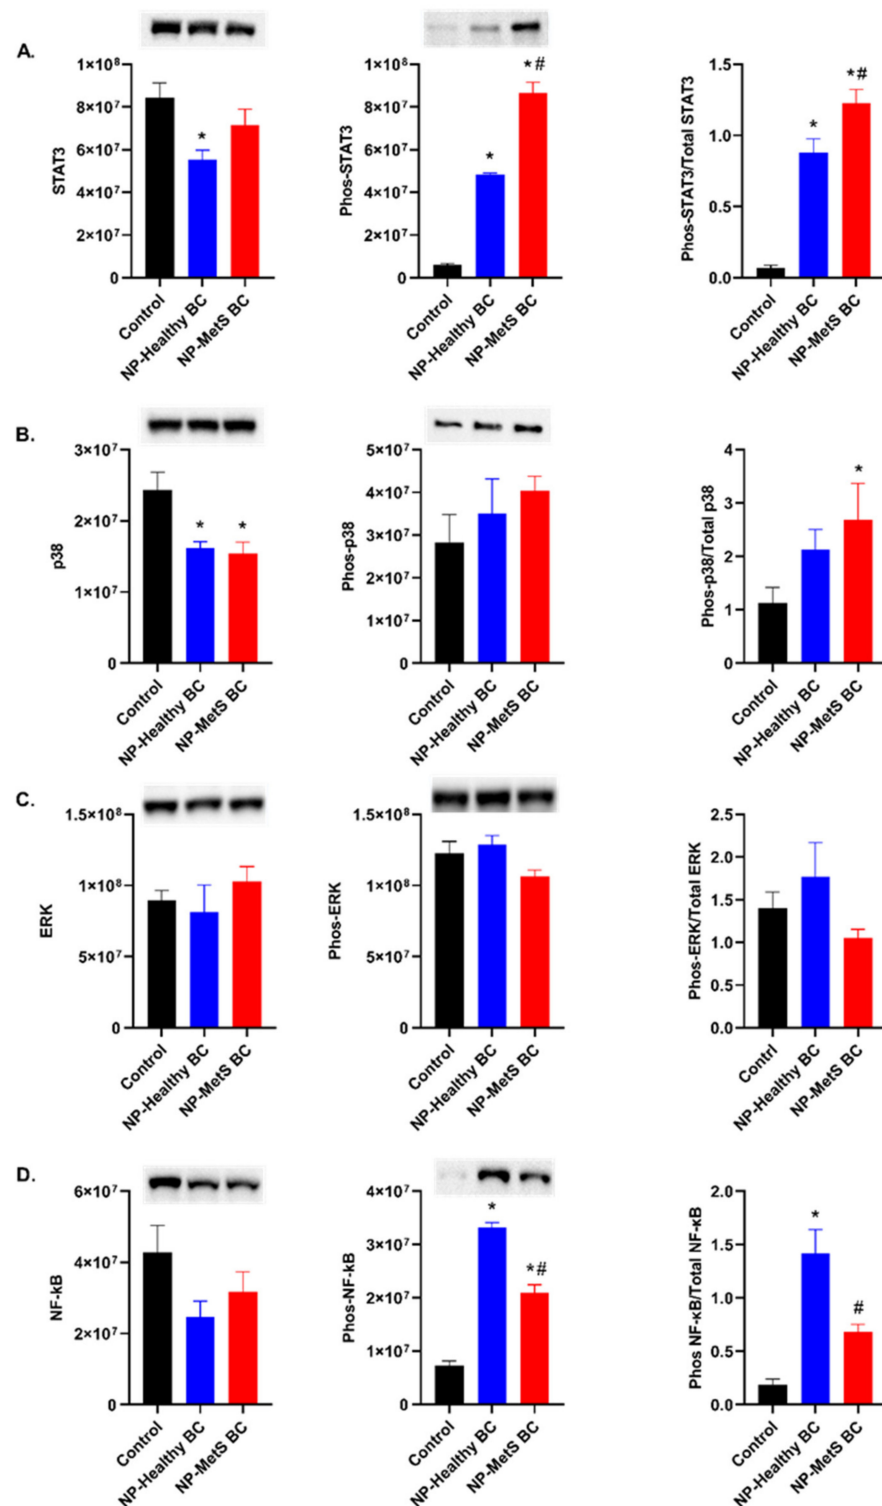 A.
STAT3
1×10⁸
8×10⁷
6×10⁷
4×10⁷
2×10⁷
0
*
Control
NP-Healthy BC
NP-MetS BC
Phos-STAT3
1×10⁸
8×10⁷
6×10⁷
4×10⁷
2×10⁷
0
*
*#
Control
NP-Healthy BC
NP-MetS BC
Phos-STAT3/Total STAT3
1.5
1.0
0.5
0.0
*
*#
Control
NP-Healthy BC
NP-MetS BC
B.
p38
3×10⁷
2×10⁷
1×10⁷
0
*
*
Control
NP-Healthy BC
NP-MetS BC
Phos-p38
5×10⁷
4×10⁷
3×10⁷
2×10⁷
1×10⁷
0
Control
NP-Healthy BC
NP-MetS BC
Phos-p38/Total p38
4
3
2
1
0
*
Control
NP-Healthy BC
NP-MetS BC
C.
ERK
1.5×10⁸
1×10⁸
5×10⁷
0
Control
NP-Healthy BC
NP-MetS BC
Phos-ERK
1.5×10⁸
1×10⁸
5×10⁷
0
Control
NP-Healthy BC
NP-MetS BC
Phos-ERK/Total ERK
2.5
2.0
1.5
1.0
0.5
0.0
Control
NP-Healthy BC
NP-MetS BC
D.
NF-kB
6×10⁷
4×10⁷
2×10⁷
0
Control
NP-Healthy BC
NP-MetS BC
Phos-NF-kB
4×10⁷
3×10⁷
2×10⁷
1×10⁷
0
*
*#
Control
NP-Healthy BC
NP-MetS BC
Phos NF-κB/Total NF-κB
2.0
1.5
1.0
0.5
0.0
*
#
Control
NP-Healthy BC
NP-MetS BC